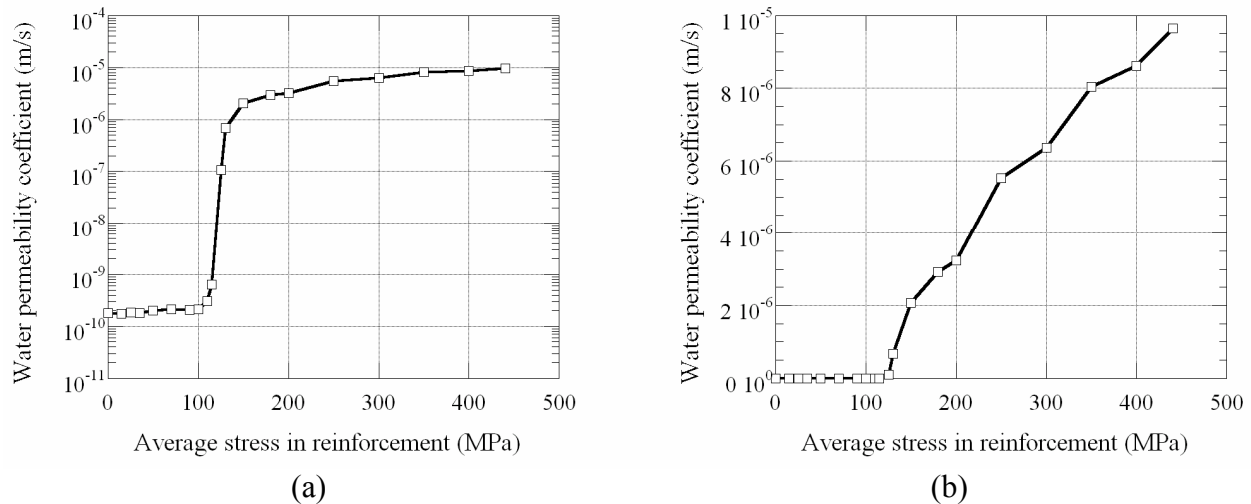 Water permeability coefficient (m/s)
10-4
10-5
10-6
10-7
10-8
10-9
10-10
10-11
0 100 200 300 400 500
Average stress in reinforcement (MPa)
(a)
Water permeability coefficient (m/s)
1 10-5
8 10-6
6 10-6
4 10-6
2 10-6
0 100
0 100 200 300 400 500
Average stress in reinforcement (MPa)
(b)